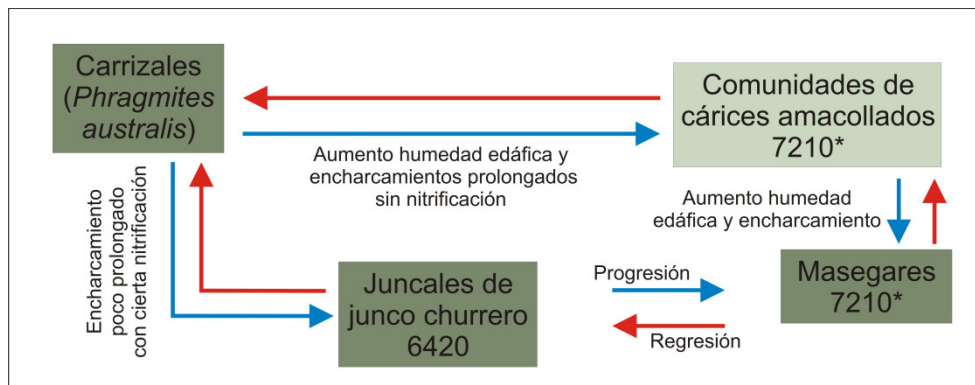 Carrizales
(Phragmites
australis)
Comunidades de
cárices amacollados
7210*
Aumento humedad edáfica y
encharcamientos prolongados
sin nitrificación
Aumento humedad
edáfica y encharcamiento
Encharcamiento
poco prolongado
con cierta nitrificación
Juncales de
junco churrero
6420
Progresión
Regresión
Masegares
7210*